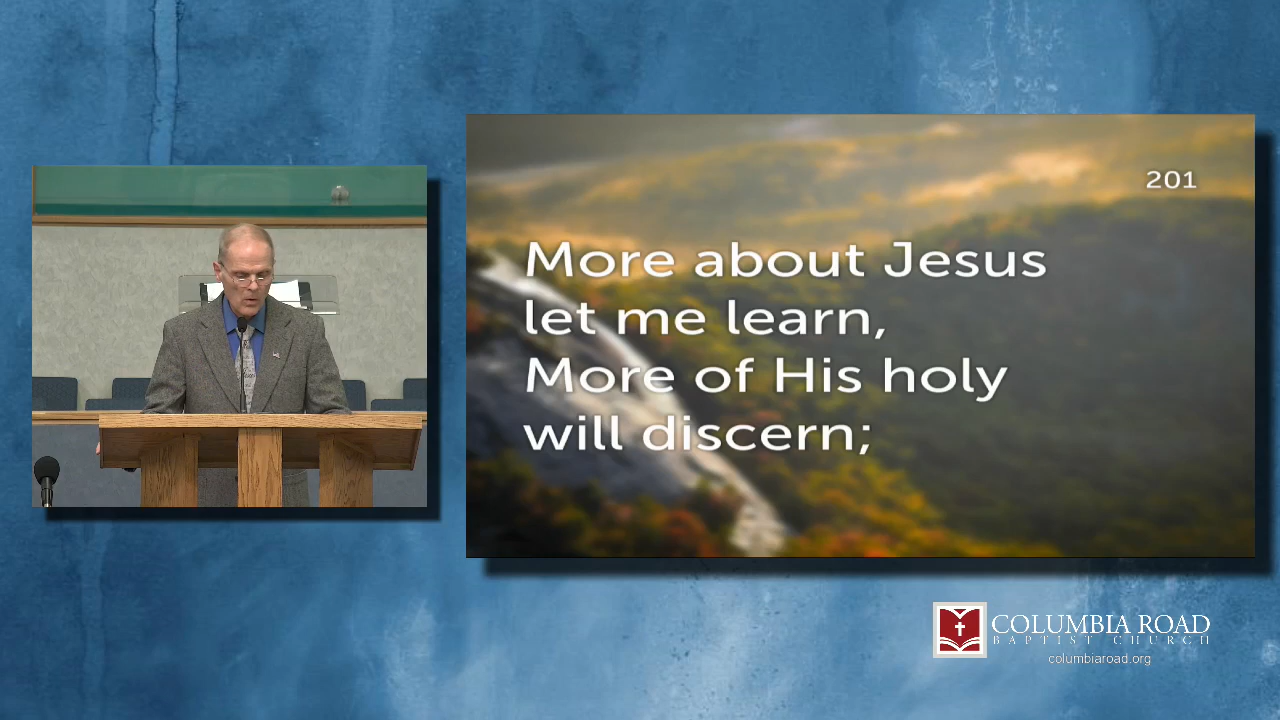 201
More about Jesus
let me learn,
More of His holy
will discern;
COLUMBIA ROAD
BAPTIST CHURCH
columbiaroad.org